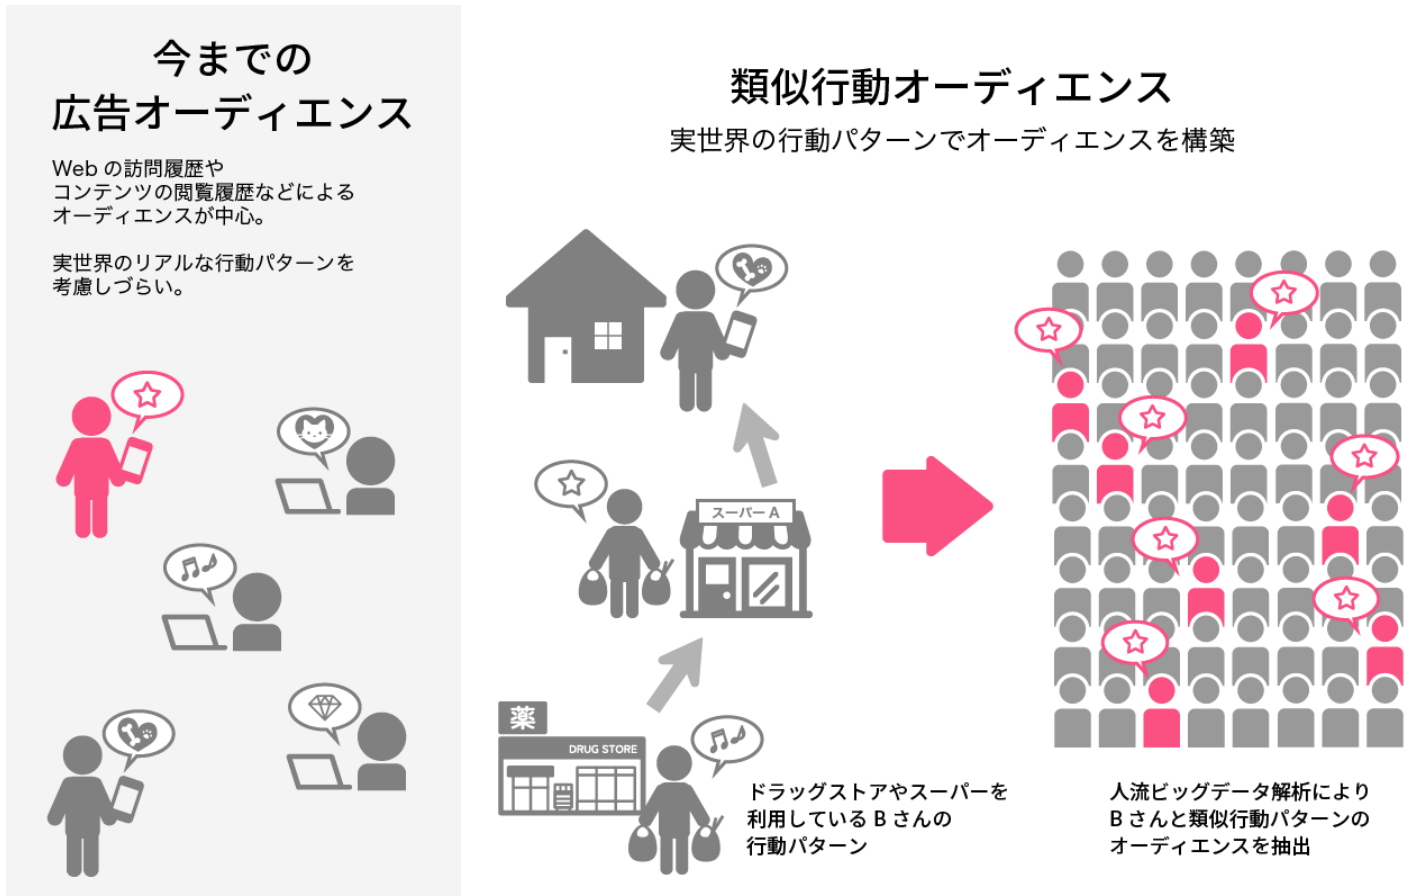 今までの
広告オーディエンス
Web の訪問履歴や
コンテンツの閲覧履歴などによる
オーディエンスが中心。
実世界のリアルな行動パターンを
考慮しづらい。
類似行動オーディエンス
実世界の行動パターンでオーディエンスを構築
スーパー A
薬
DRUG STORE
ドラッグストアやスーパーを
利用している B さんの
行動パターン
人流ビッグデータ解析により
B さんと類似行動パターンの
オーディエンスを抽出